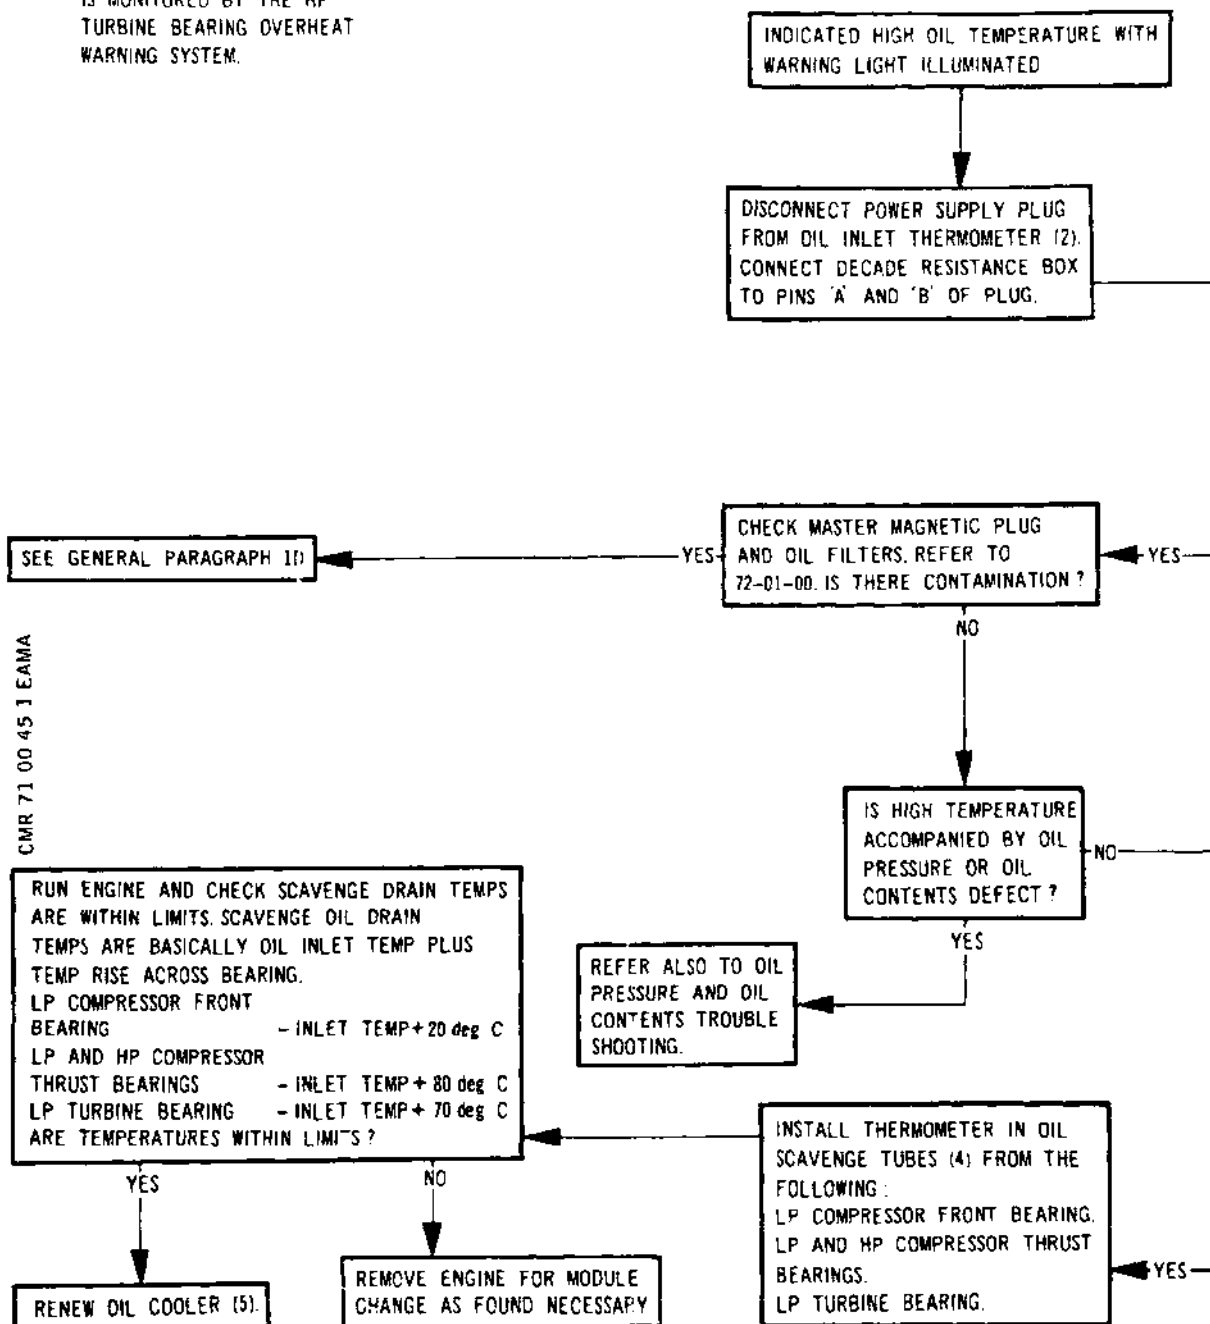 IS MONITORED BY THE HP
TURBINE BEARING OVERHEAT
WARNING SYSTEM.
INDICATED HIGH OIL TEMPERATURE WITH
WARNING LIGHT ILLUMINATED
DISCONNECT POWER SUPPLY PLUG
FROM OIL INLET THERMOMETER (2).
CONNECT DECADE RESISTANCE BOX
TO PINS 'A' AND 'B' OF PLUG.
SEE GENERAL PARAGRAPH
YES
CHECK MASTER MAGNETIC PLUG
AND OIL FILTERS. REFER TO
72-01-00. IS THERE CONTAMINATION ?
YES
NO
CMR 71 00 45 1 EAMA
IS HIGH TEMPERATURE
ACCOMPANIED BY OIL
PRESSURE OR OIL
CONTENTS DEFECT ?
NO
YES
REFER ALSO TO OIL
PRESSURE AND OIL
CONTENTS TROUBLE
SHOOTING.
RUN ENGINE AND CHECK SCAVENGE DRAIN TEMPS
ARE WITHIN LIMITS. SCAVENGE OIL DRAIN
TEMPS ARE BASICALLY OIL INLET TEMP PLUS
TEMP RISE ACROSS BEARING.
LP COMPRESSOR FRONT
BEARING - INLET TEMP + 20 deg C
LP AND HP COMPRESSOR
THRUST BEARINGS - INLET TEMP + 80 deg C
LP TURBINE BEARING - INLET TEMP + 70 deg C
ARE TEMPERATURES WITHIN LIMITS ?
YES
NO
INSTALL THERMOMETER IN OIL
SCAVENGE TUBES (4) FROM THE
FOLLOWING :
LP COMPRESSOR FRONT BEARING.
LP AND HP COMPRESSOR THRUST
BEARINGS.
LP TURBINE BEARING.
YES
RENEW OIL COOLER (5).
REMOVE ENGINE FOR MODULE
CHANGE AS FOUND NECESSARY